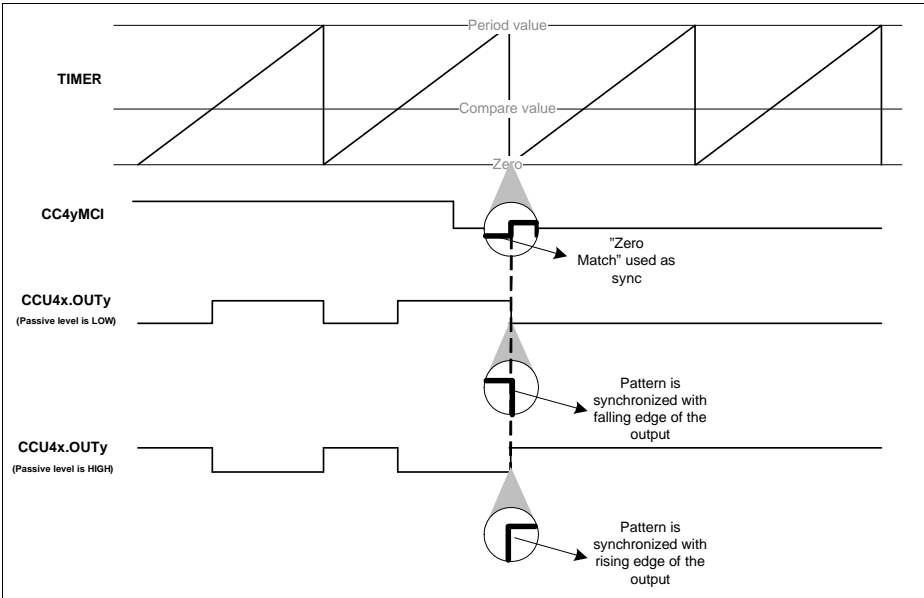 Period value
TIMER
Compare value
Zero
CC4yMCI
"Zero
Match" used as
sync
CCU4x.OUTy
(Passive level is LOW)
Pattern is
synchronized with
falling edge of the
output
CCU4x.OUTy
(Passive level is HIGH)
Pattern is
synchronized with
rising edge of the
output